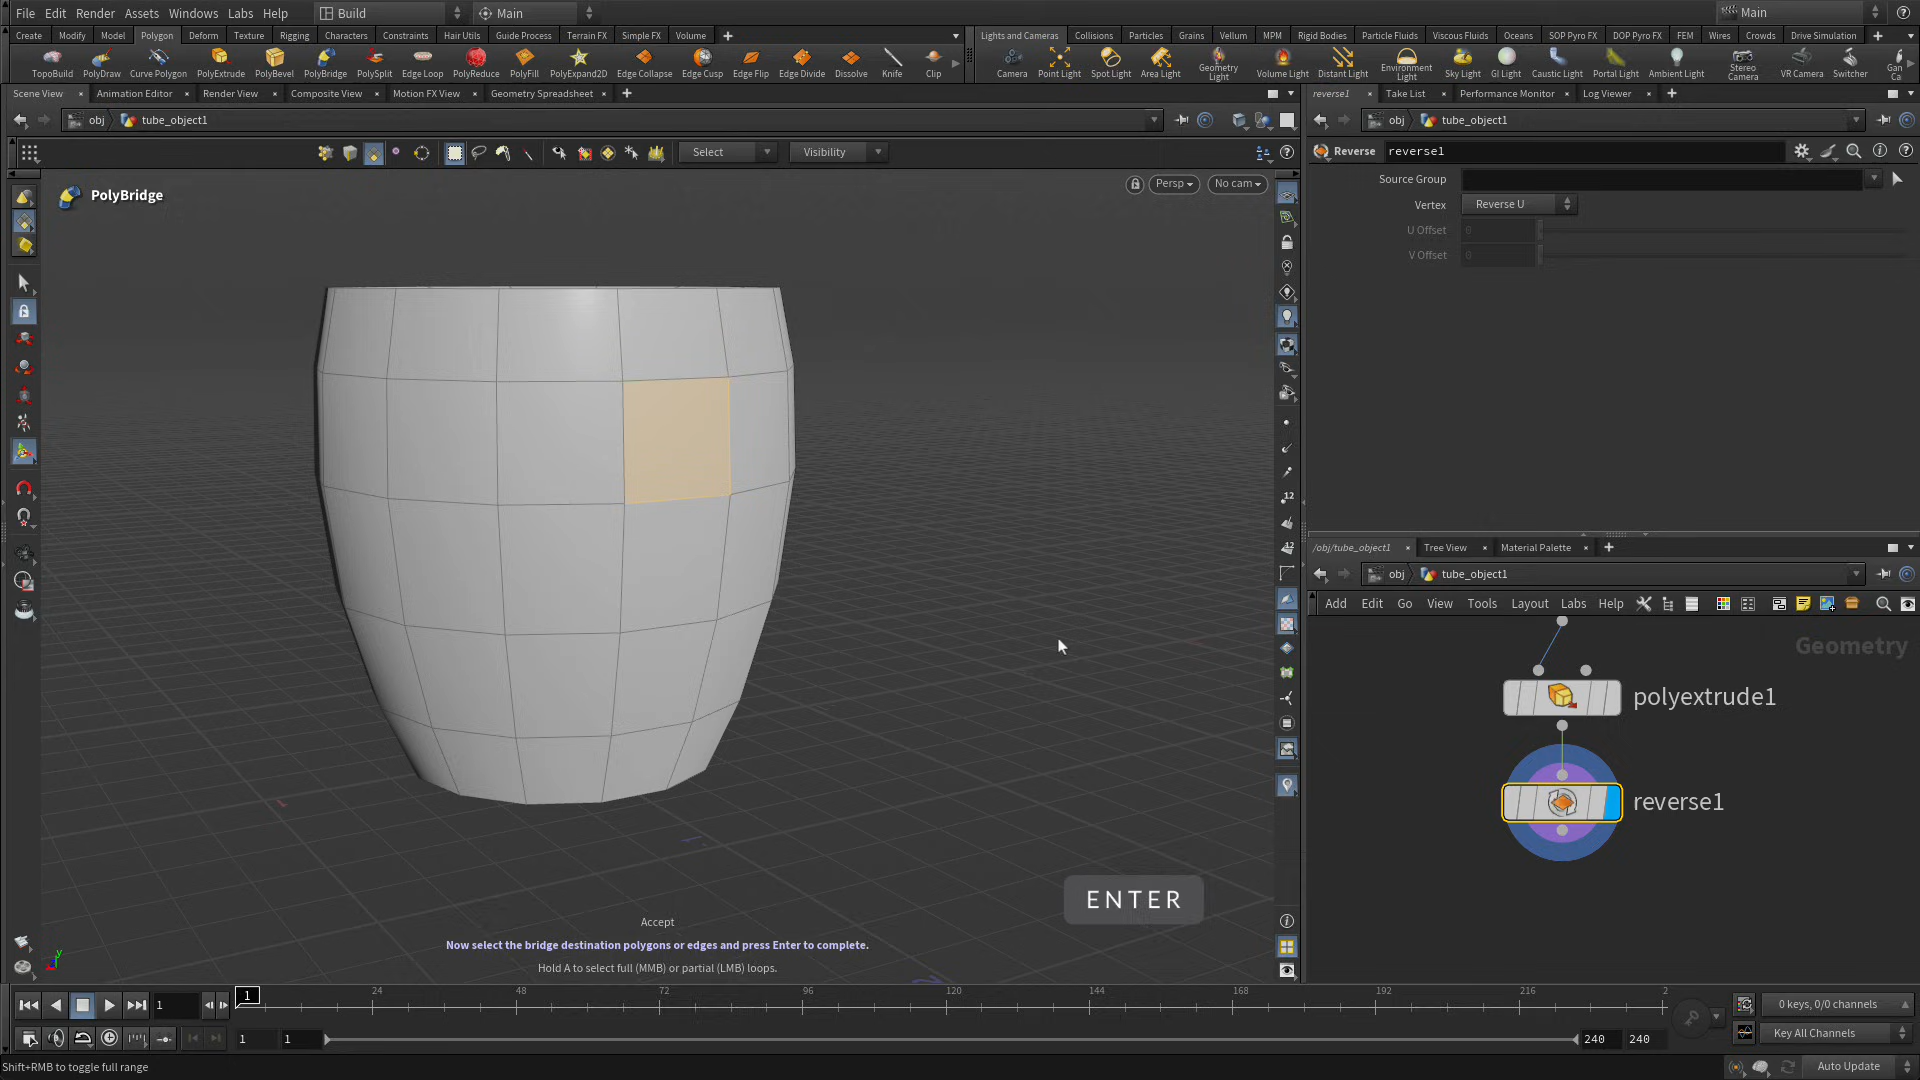 File Edit Render Assets Windows Labs Help Build Main Main
Create Modify Model Polygon Deform Texture Rigging Characters Constraints Hair Utils Guide Process Terrain FX Simple FX Volume
Lights and Cameras Collisions Particles Grains Vellum MPM Rigid Bodies Particle Fluids Viscous Fluids Oceans SOP Pyro FX DOP Pyro FX FEM Wires Crowds Drive Simulation
TopoBuild PolyDraw Curve Polygon PolyExtrude PolyBevel PolyBridge PolySplit Edge Loop PolyReduce PolyFill PolyExpand2D Edge Collapse Edge Cusp Edge Flip Edge Divide Dissolve Knife Clip
Camera Point Light Spot Light Area Light Geometry Light Volume Light Distant Light Environment Light Sky Light GI Light Caustic Light Portal Light Ambient Light Stereo Camera VR Camera Switcher Gan Ca
Scene View Animation Editor Render View Composite View Motion FX View Geometry Spreadsheet
reverse1 Take List Performance Monitor Log Viewer
obj tube_object1
obj tube_object1
Select Visibility
Reverse reverse1
PolyBridge
Persp No cam
Source Group
Vertex Reverse U
U Offset 0
V Offset 0
12
12
/obj/tube_object1 Tree View Material Palette
obj tube_object1
Add Edit Go View Tools Layout Labs Help
Geometry
polyextrude1
reverse1
ENTER
Accept
Now select the bridge destination polygons or edges and press Enter to complete.
Hold A to select full (MMB) or partial (LMB) loops.
y
1 1 24 48 72 96 120 144 168 192 216 2
0 keys, 0/0 channels
1 1 240 240
Key All Channels
Shift+RMB to toggle full range
Auto Update